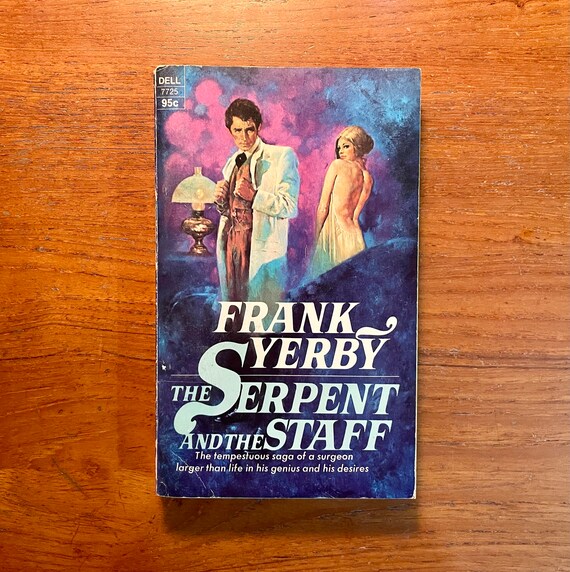 DELL
7725
95c
FRANK
YERBY
THE SERPENT
AND THE STAFF
The tempestuous saga of a surgeon
larger than life in his genius and his desires